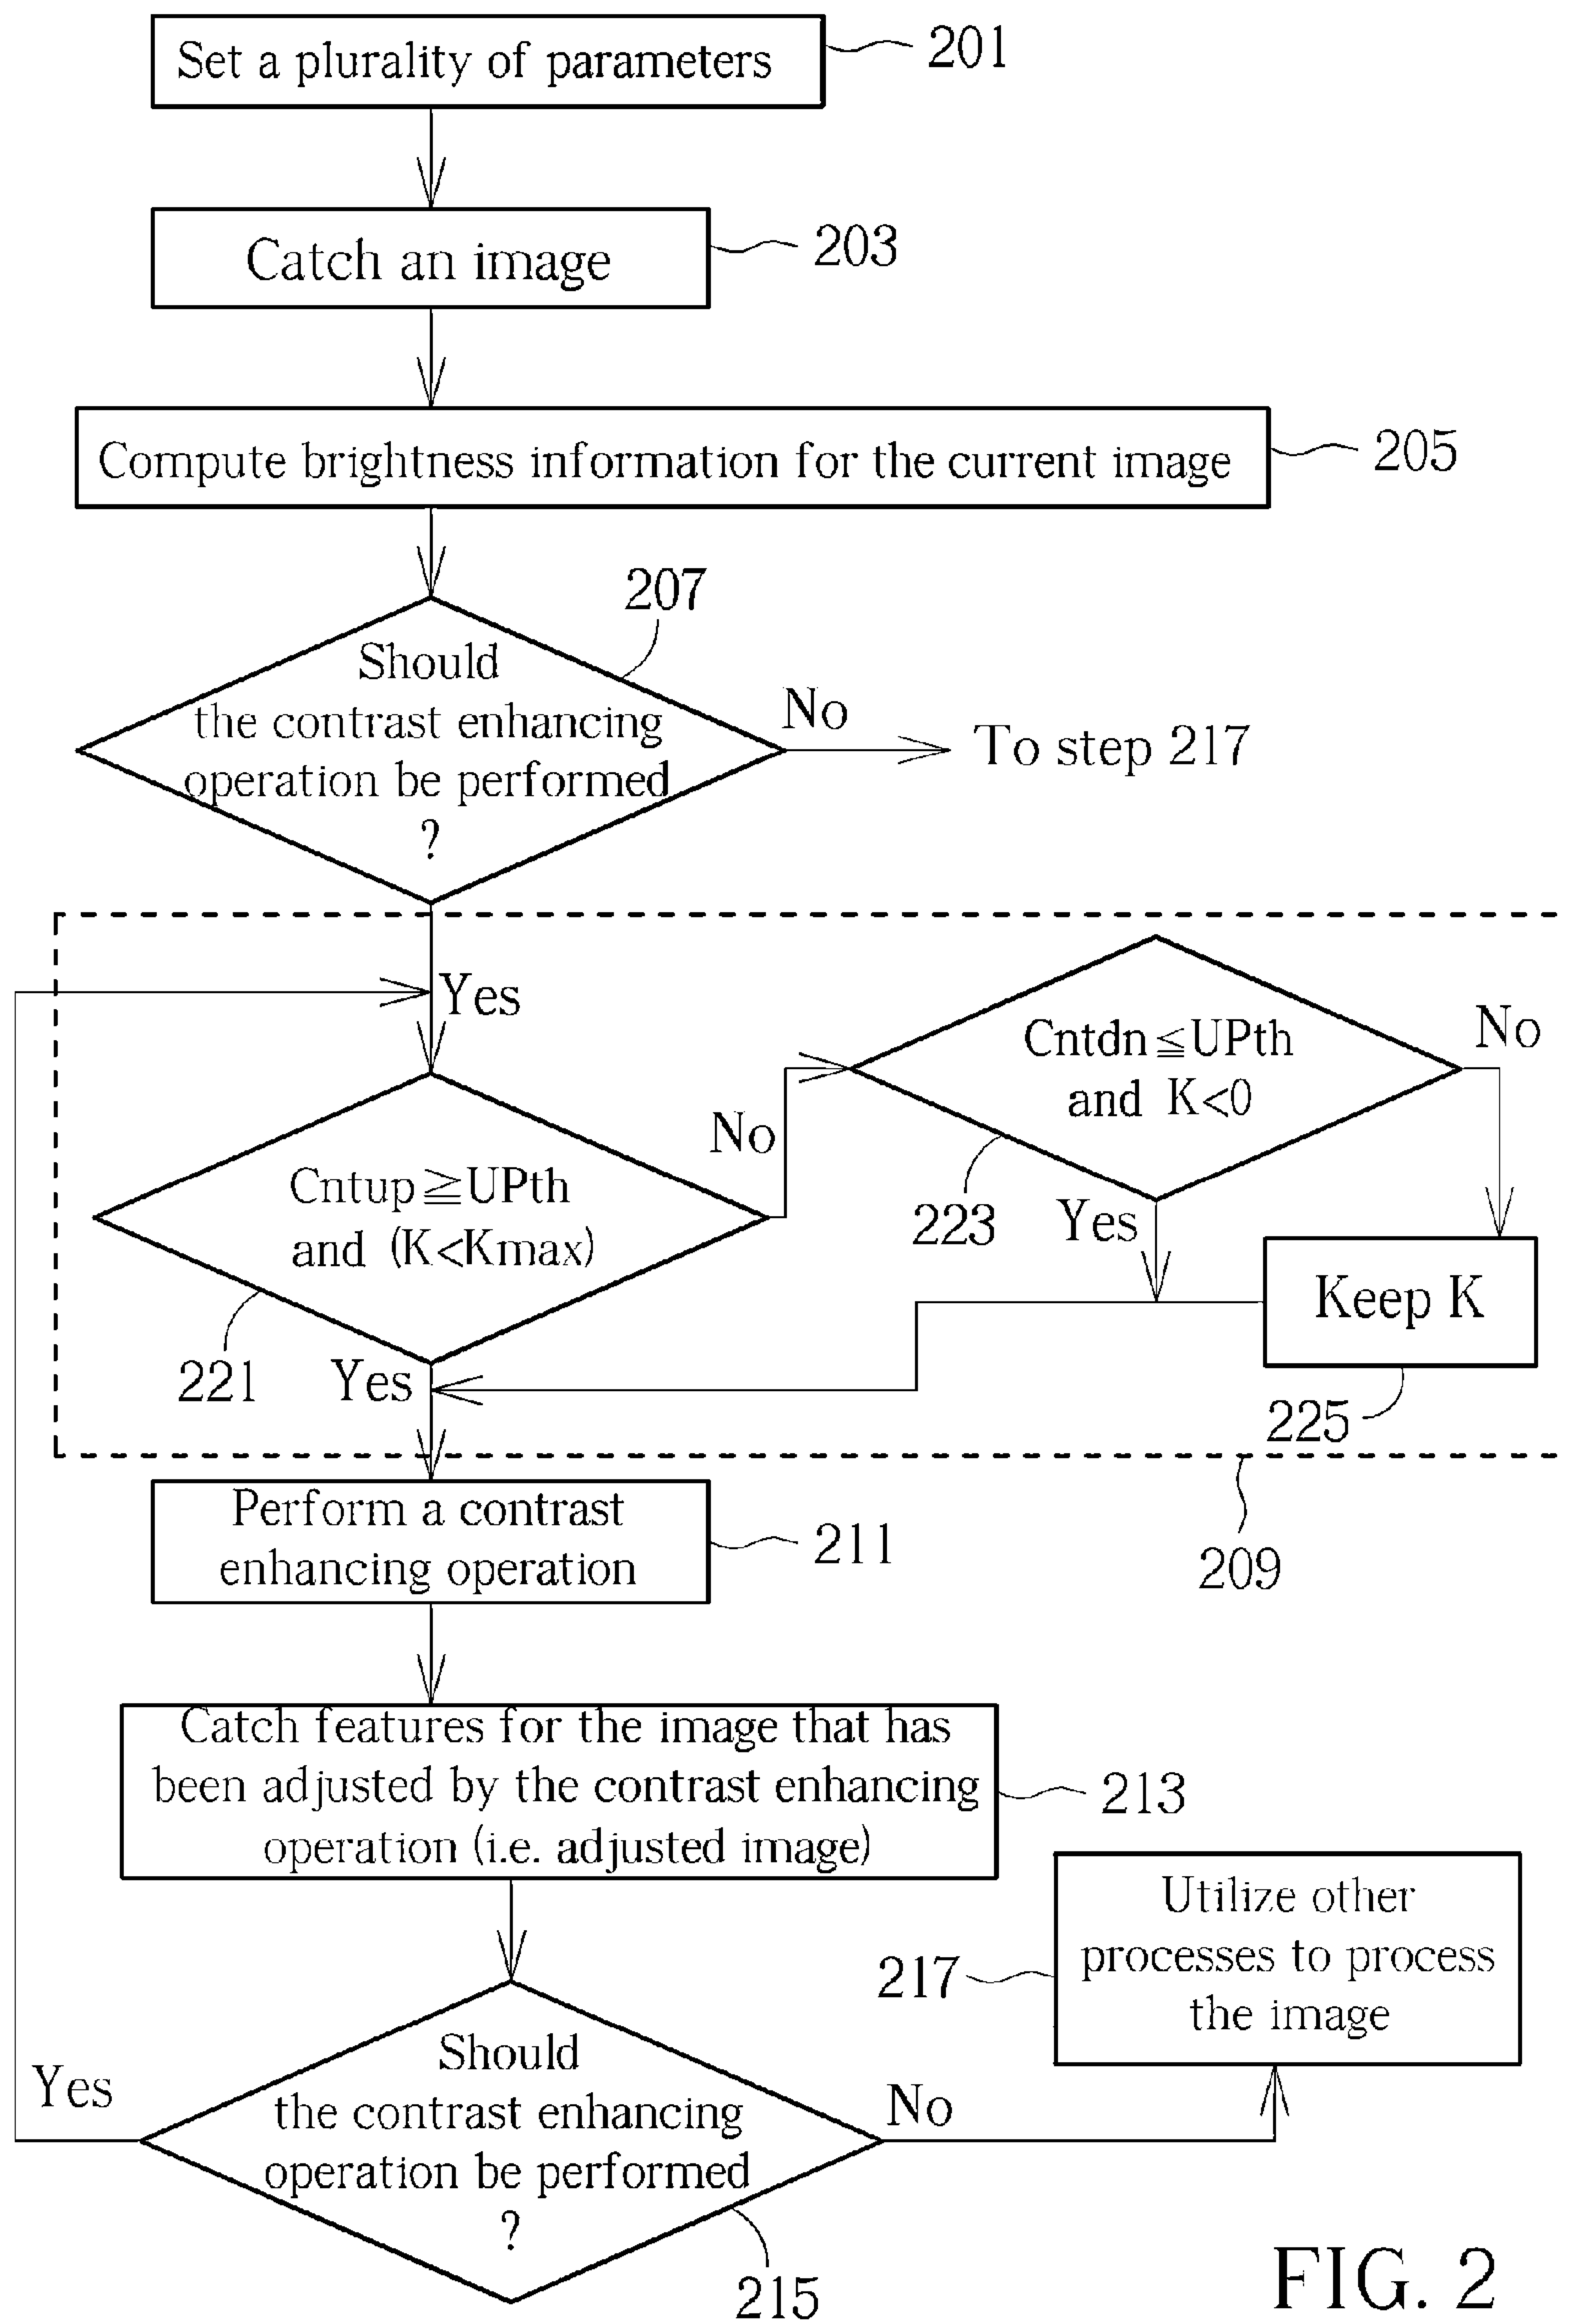 Set a plurality of parameters
201
Catch an image
203
Compute brightness information for the current image
205
207
Should
the contrast enhancing
operation be performed
?
No
To step 217
Yes
Cntdn≦UPth
and K<0
No
No
Cntup≧UPth
and (K<Kmax)
223
Yes
Keep K
221
Yes
225
Perform a contrast
enhancing operation
211
209
Catch features for the image that has
been adjusted by the contrast enhancing
operation (i.e. adjusted image)
213
Utilize other
processes to process
the image
217
Should
the contrast enhancing
operation be performed
?
Yes
No
215
FIG. 2